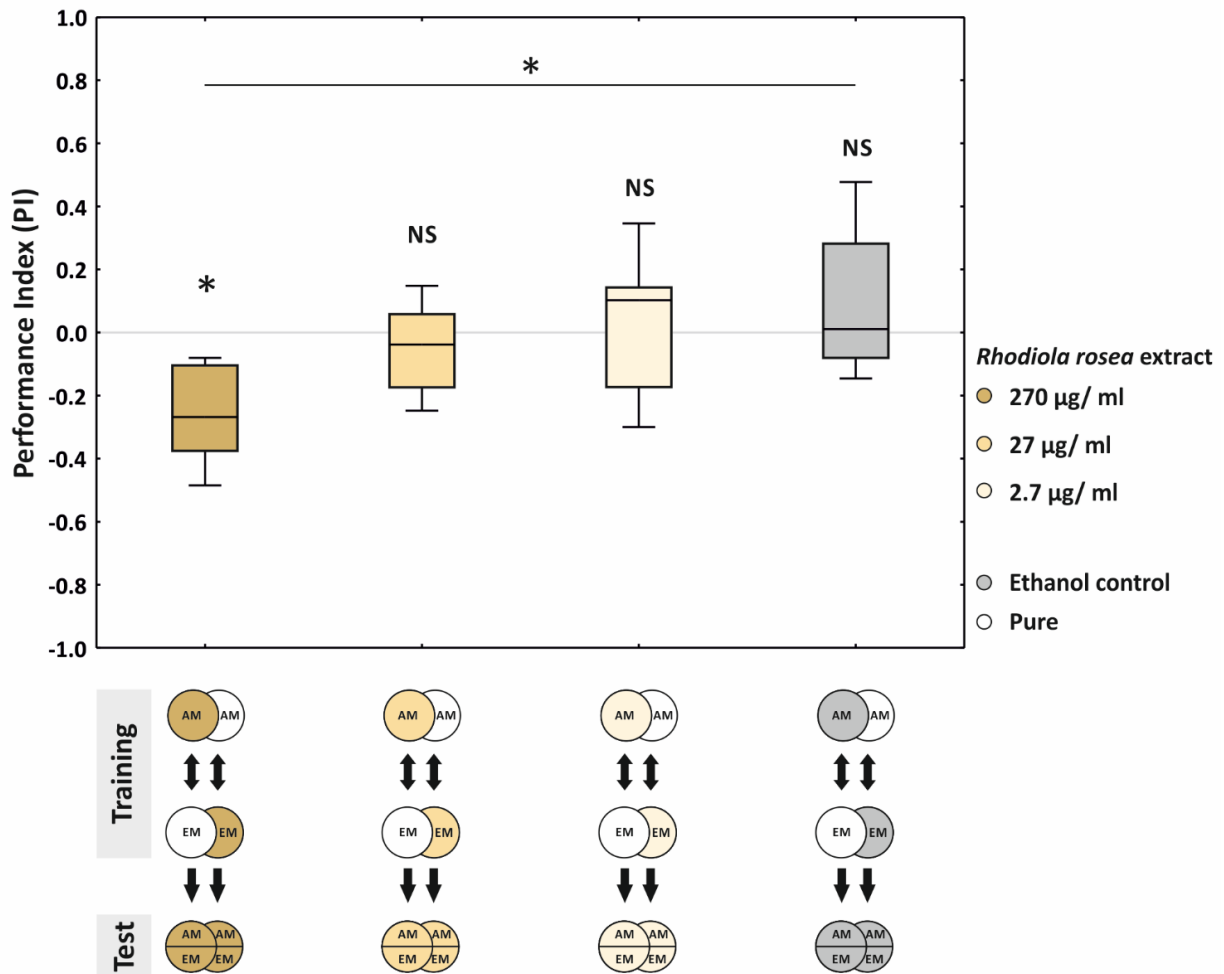 1.0
0.8
0.6
0.4
0.2
0.0
-0.2
-0.4
-0.6
-0.8
-1.0
Performance Index (PI)
*
*
NS
NS
NS
Rhodiola rosea extract
270 µg/ ml
27 µg/ ml
2.7 µg/ ml
Ethanol control
Pure
Training
AM AM AM AM AM AM AM AM
EM EM EM EM EM EM EM EM
Test
AM AM AM AM AM AM AM AM
EM EM EM EM EM EM EM EM